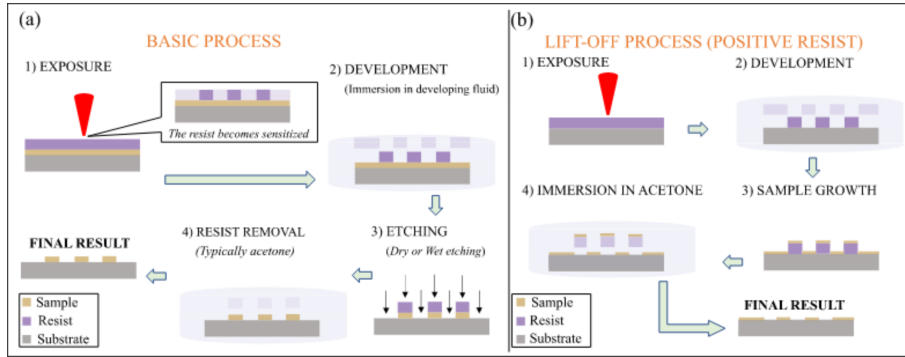 (a)
BASIC PROCESS
1) EXPOSURE
The resist becomes sensitized
2) DEVELOPMENT
(Immersion in developing fluid)
3) ETCHING
(Dry or Wet etching)
4) RESIST REMOVAL
(Typically acetone)
FINAL RESULT
Sample
Resist
Substrate
(b)
LIFT-OFF PROCESS (POSITIVE RESIST)
1) EXPOSURE
2) DEVELOPMENT
3) SAMPLE GROWTH
4) IMMERSION IN ACETONE
FINAL RESULT
Sample
Resist
Substrate